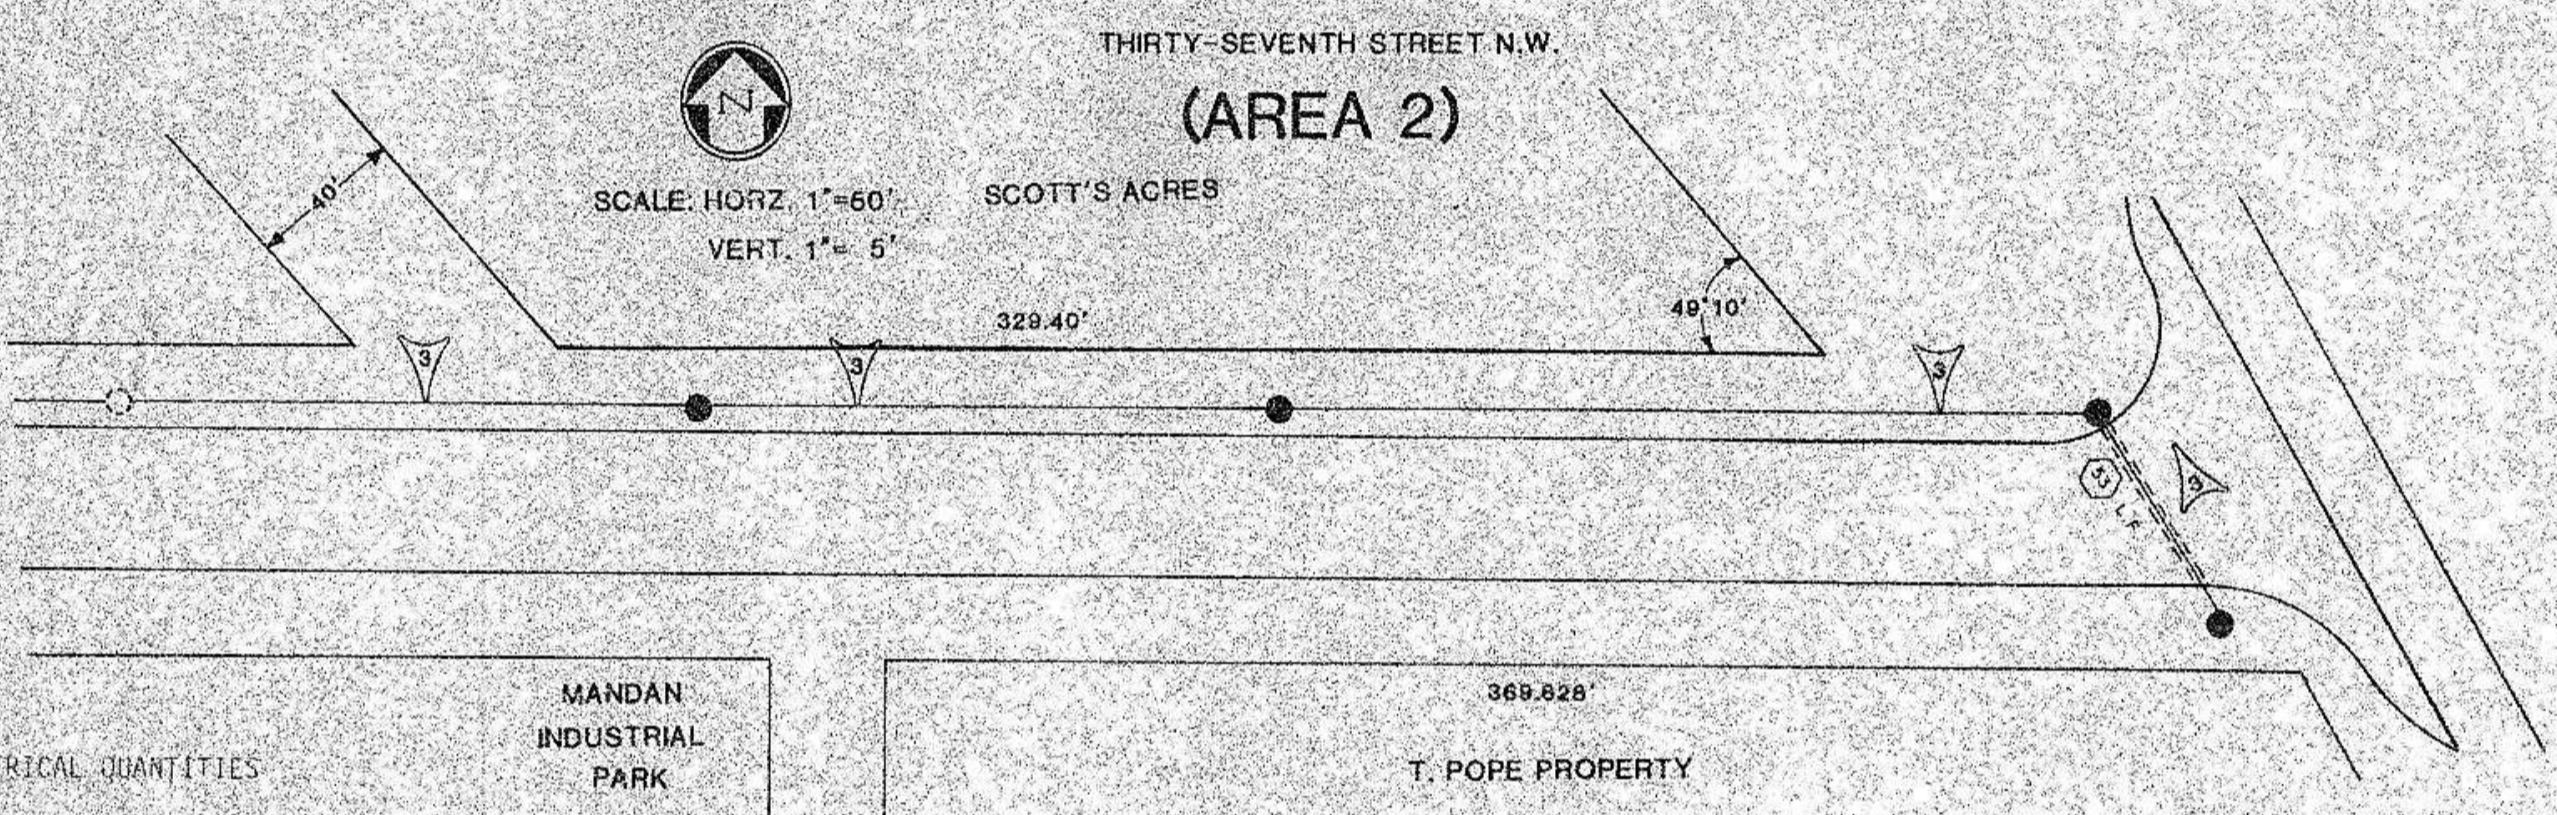 THIRTY-SEVENTH STREET N.W.
(AREA 2)
N
SCALE: HORZ. 1"=60'
VERT. 1"= 5'
SCOTT'S ACRES
40'
329.40'
49°10'
3
3
3
3
53 L.F.
MANDAN
INDUSTRIAL
PARK
369.828'
T. POPE PROPERTY
RICAL QUANTITIES